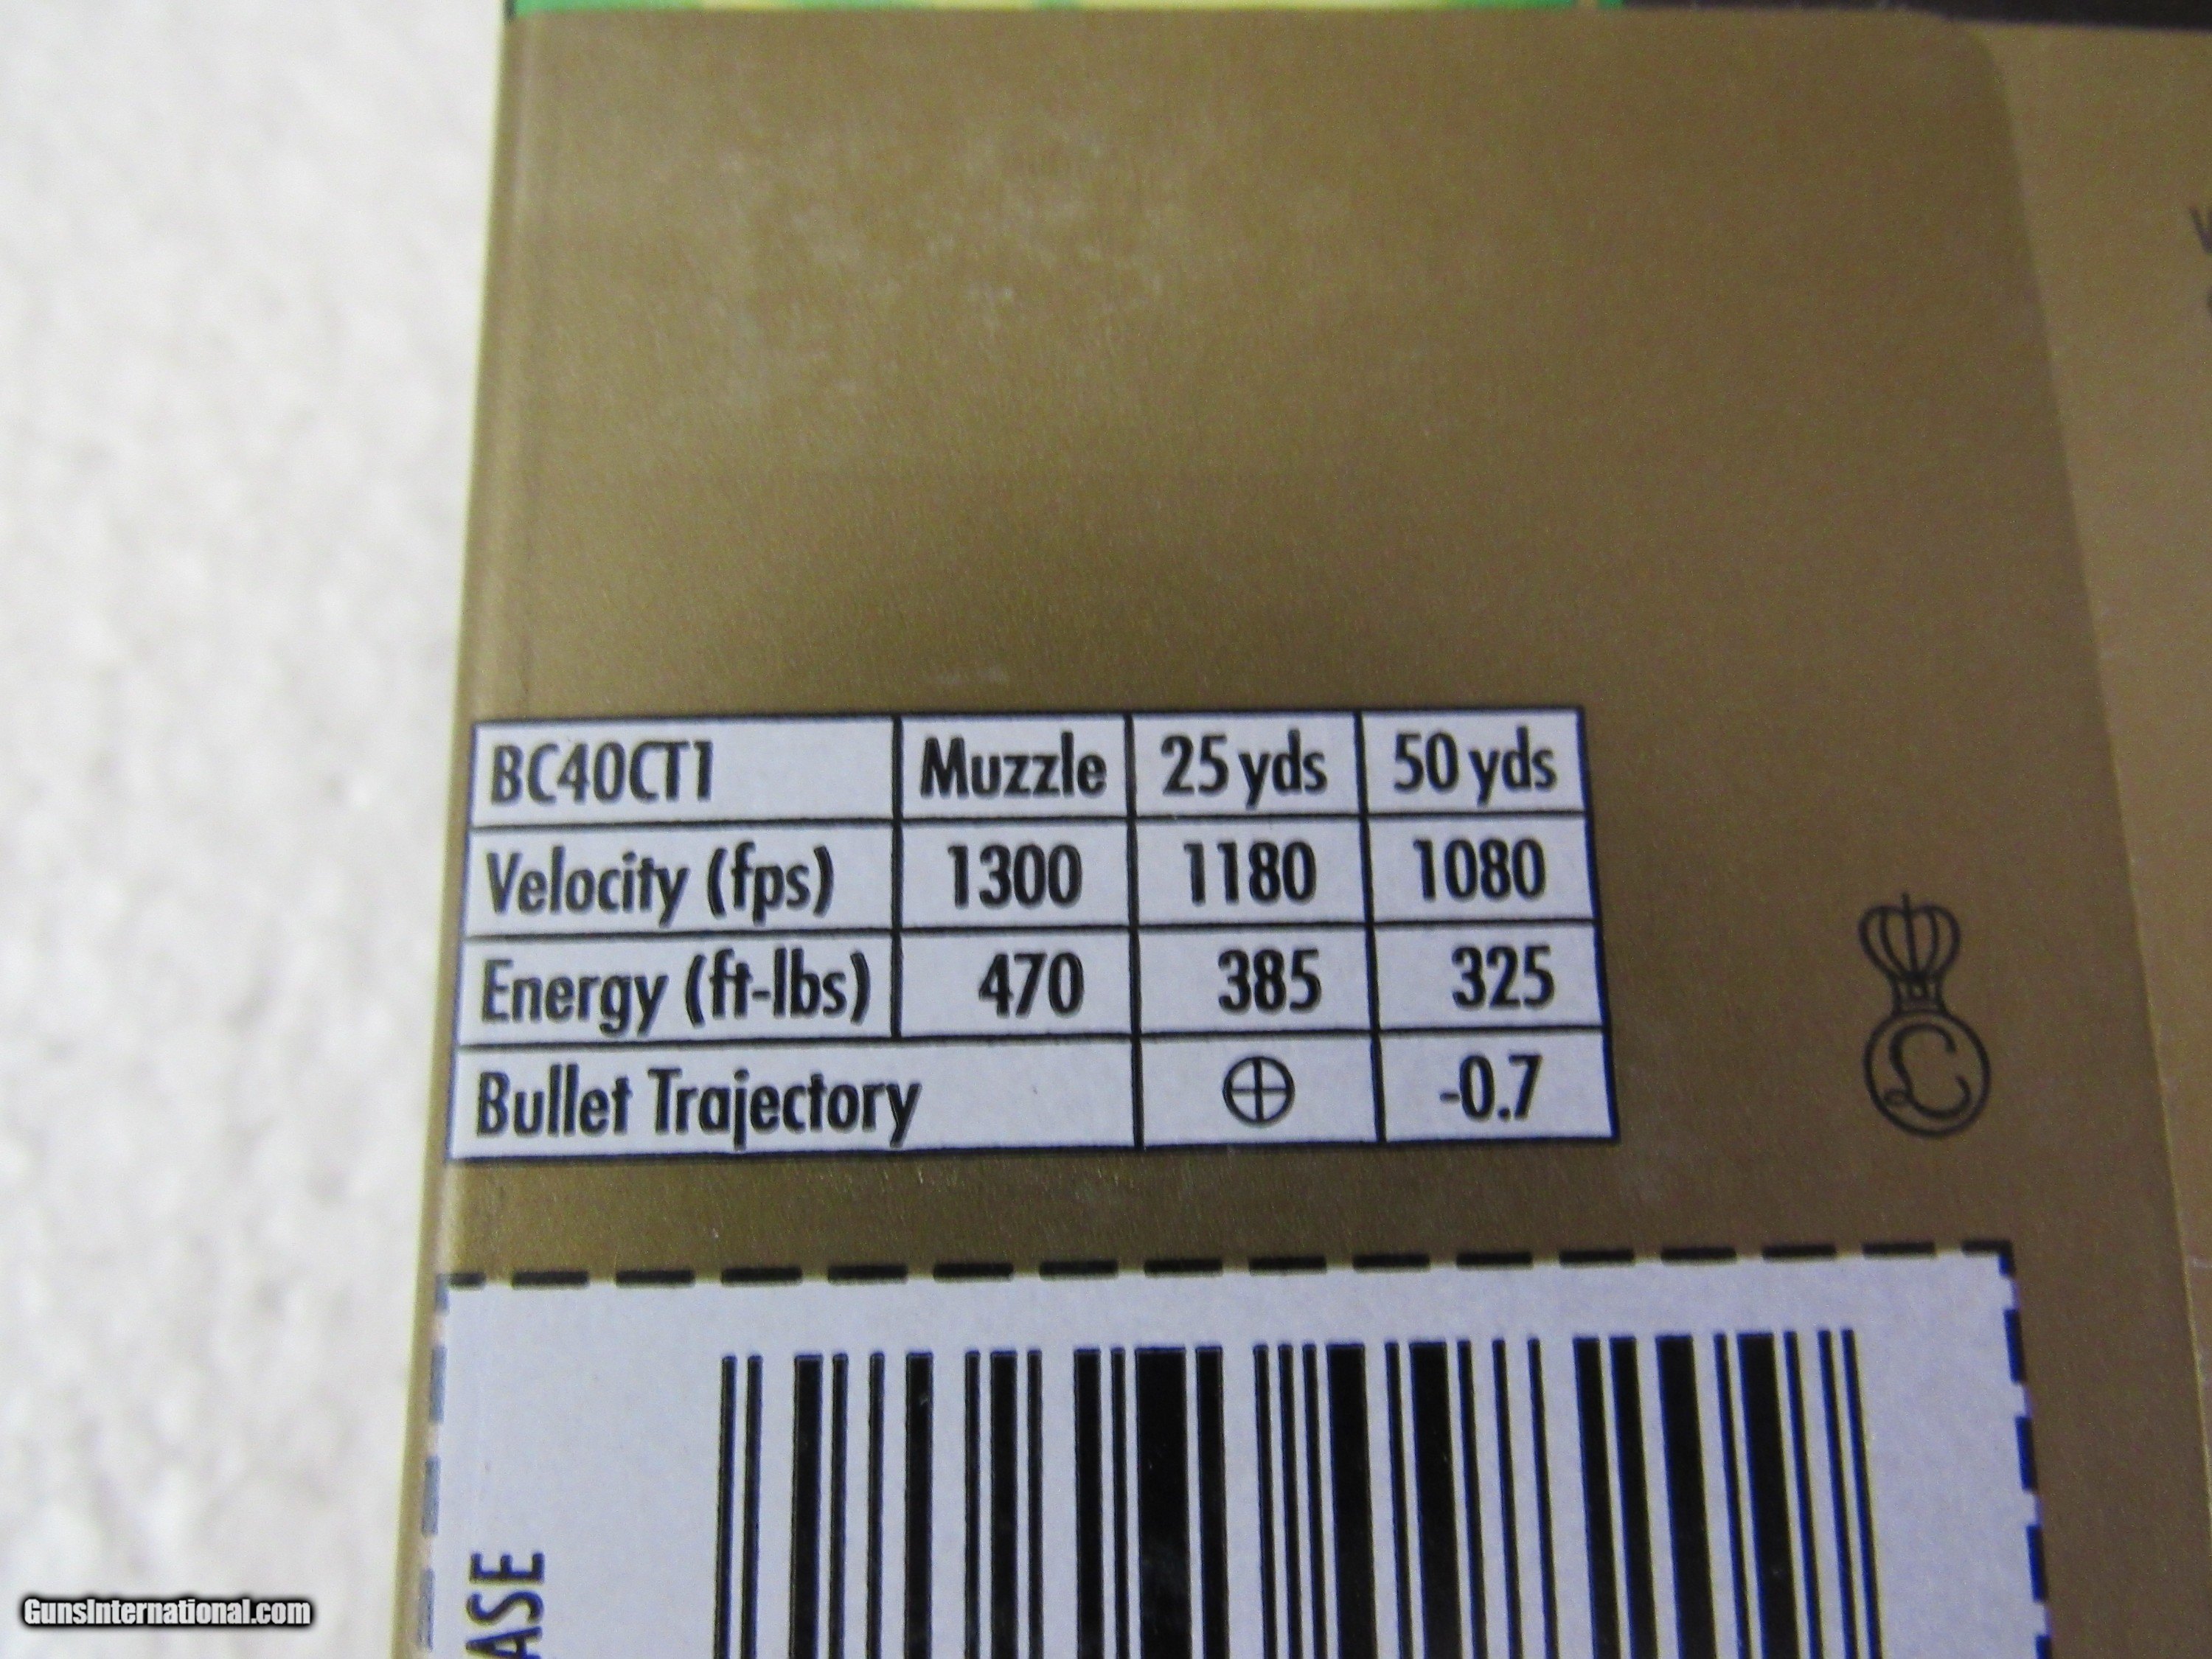 BC40CT1 Muzzle 25 yds 50 yds
Velocity (fps) 1300 1180 1080
Energy (ft-lbs) 470 385 325
Bullet Trajectory ⊕ -0.7
ASE
GunsInternational.com